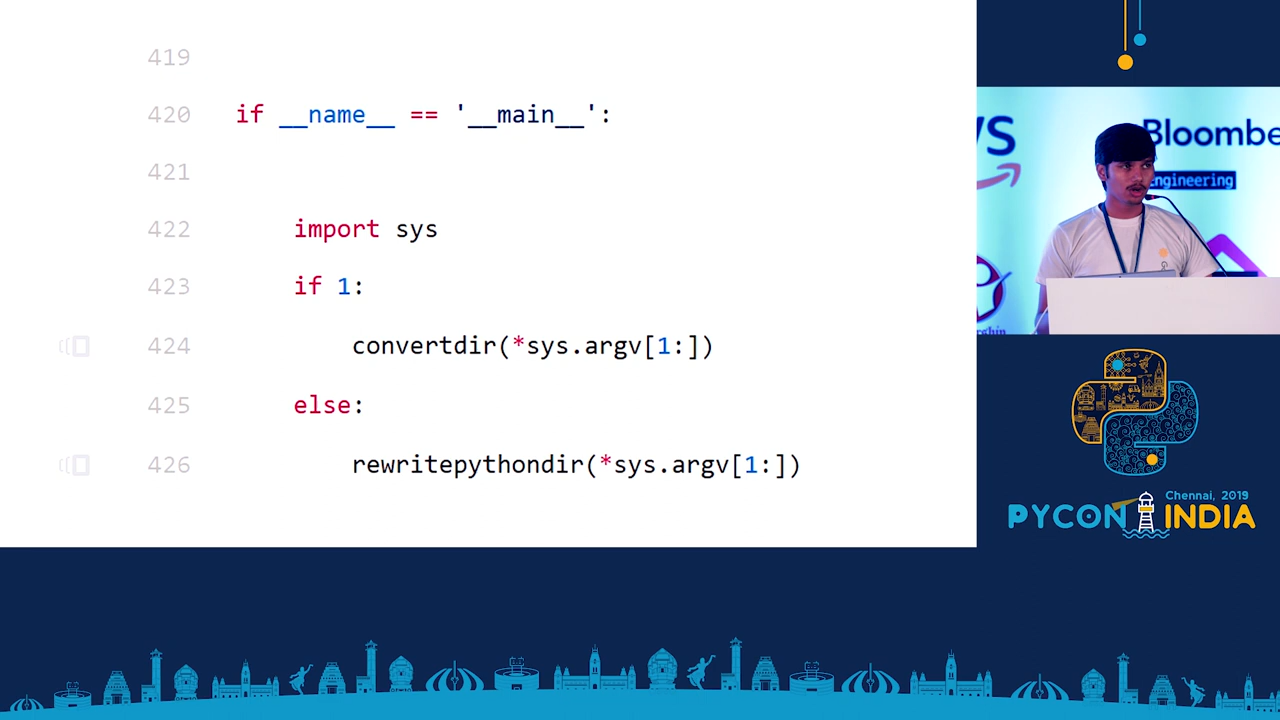 419
420 if __name__ == '__main__':
421
422 import sys
423 if 1:
424 convertdir(*sys.argv[1:])
425 else:
426 rewritepythondir(*sys.argv[1:])
Bloombe
Engineering
Chennai, 2019
PYCON INDIA